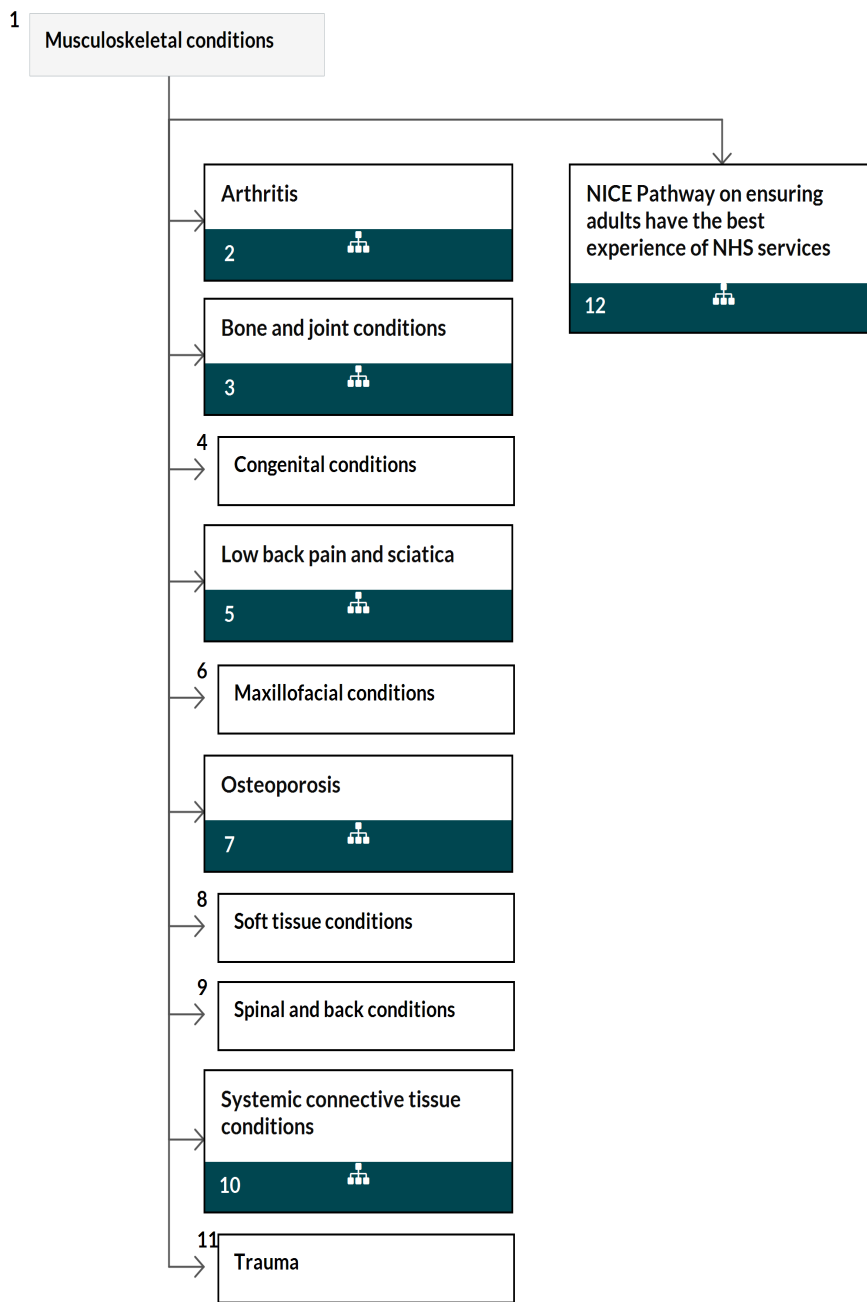 1
Musculoskeletal conditions
Arthritis
2
Bone and joint conditions
3
4
Congenital conditions
Low back pain and sciatica
5
6
Maxillofacial conditions
Osteoporosis
7
8
Soft tissue conditions
9
Spinal and back conditions
Systemic connective tissue
conditions
10
11
Trauma
NICE Pathway on ensuring
adults have the best
experience of NHS services
12